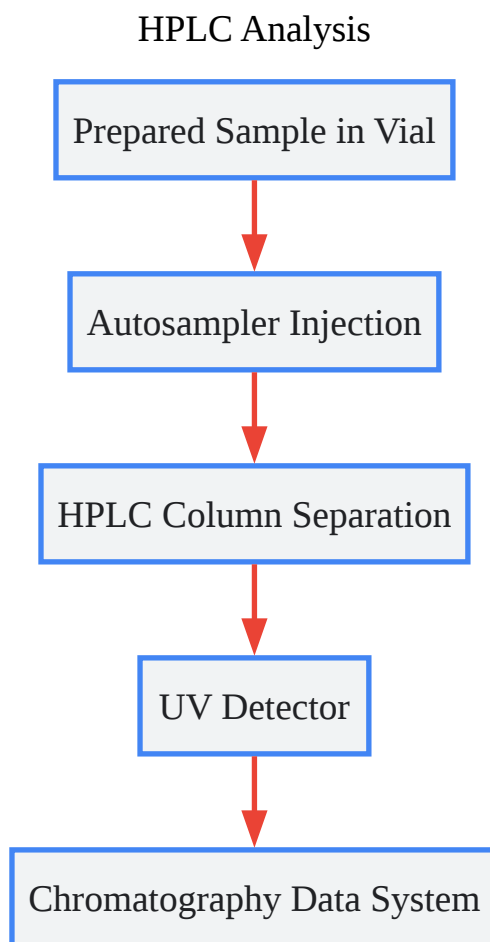 HPLC Analysis
Prepared Sample in Vial
Autosampler Injection
HPLC Column Separation
UV Detector
Chromatography Data System